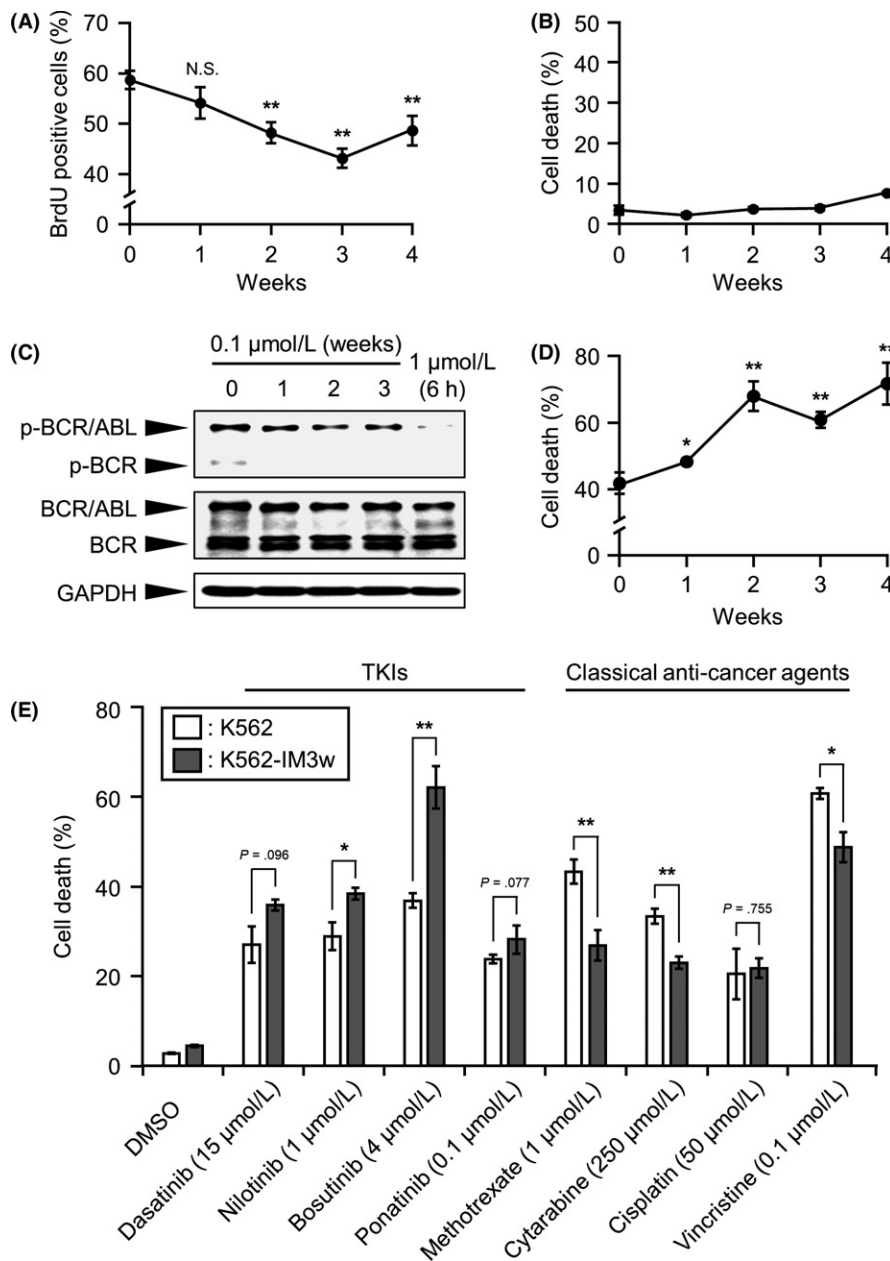 (A)
70
60
50
40
0
BrdU positive cells (%)
N.S.
**
**
**
0 1 2 3 4
Weeks
(B)
50
40
30
20
10
0
Cell death (%)
0 1 2 3 4
Weeks
(C)
0.1 μmol/L (weeks)
1 μmol/L
(6 h)
0 1 2 3
p-BCR/ABL
p-BCR
BCR/ABL
BCR
GAPDH
(D)
80
60
40
0
Cell death (%)
*
**
**
**
0 1 2 3 4
Weeks
(E)
TKIs
Classical anti-cancer agents
: K562
: K562-IM3w
80
60
40
20
0
Cell death (%)
P = .096
*
**
P = .077
**
**
P = .755
*
DMSO
Dasatinib (15 μmol/L)
Nilotinib (1 μmol/L)
Bosutinib (4 μmol/L)
Ponatinib (0.1 μmol/L)
Methotrexate (1 μmol/L)
Cytarabine (250 μmol/L)
Cisplatin (50 μmol/L)
Vincristine (0.1 μmol/L)